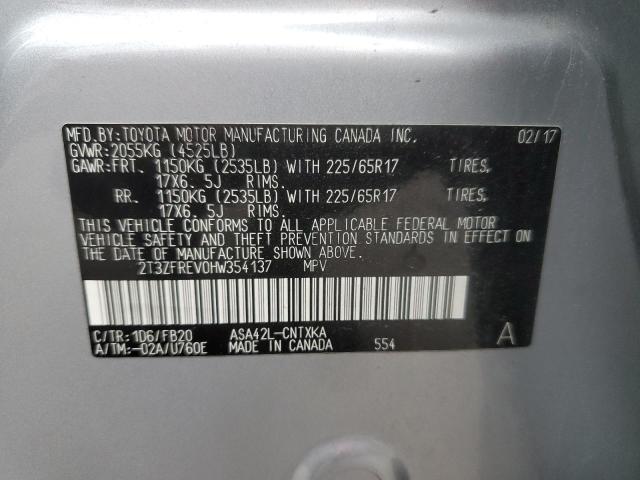 MFD.BY:TOYOTA MOTOR MANUFACTURING CANADA INC. 02/17
GVWR:2055KG (4525LB)
GAWR:FRT. 1150KG (2535LB) WITH 225/65R17 TIRES,
17X6. 5J RIMS.
RR. 1150KG (2535LB) WITH 225/65R17 TIRES,
17X6. 5J RIMS.
THIS VEHICLE CONFORMS TO ALL APPLICABLE FEDERAL MOTOR
VEHICLE SAFETY AND THEFT PREVENTION STANDARDS IN EFFECT ON
THE DATE OF MANUFACTURE SHOWN ABOVE.
2T3ZFREV0HW354137 MPV
C/TR:1D6/FB20 ASA42L-CNTXKA
A/TM:-02A/U760E MADE IN CANADA 554 A